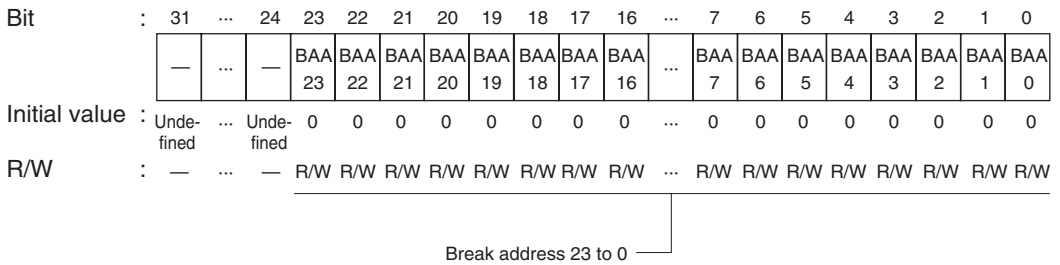 Bit : 31 ... 24 23 22 21 20 19 18 17 16 ... 7 6 5 4 3 2 1 0
— ... — BAA BAA BAA BAA BAA BAA BAA BAA ... BAA BAA BAA BAA BAA BAA BAA BAA
23 22 21 20 19 18 17 16 7 6 5 4 3 2 1 0
Initial value : Unde- ... Unde- 0 0 0 0 0 0 0 0 ... 0 0 0 0 0 0 0 0
fined fined
R/W : — ... — R/W R/W R/W R/W R/W R/W R/W R/W ... R/W R/W R/W R/W R/W R/W R/W R/W
Break address 23 to 0